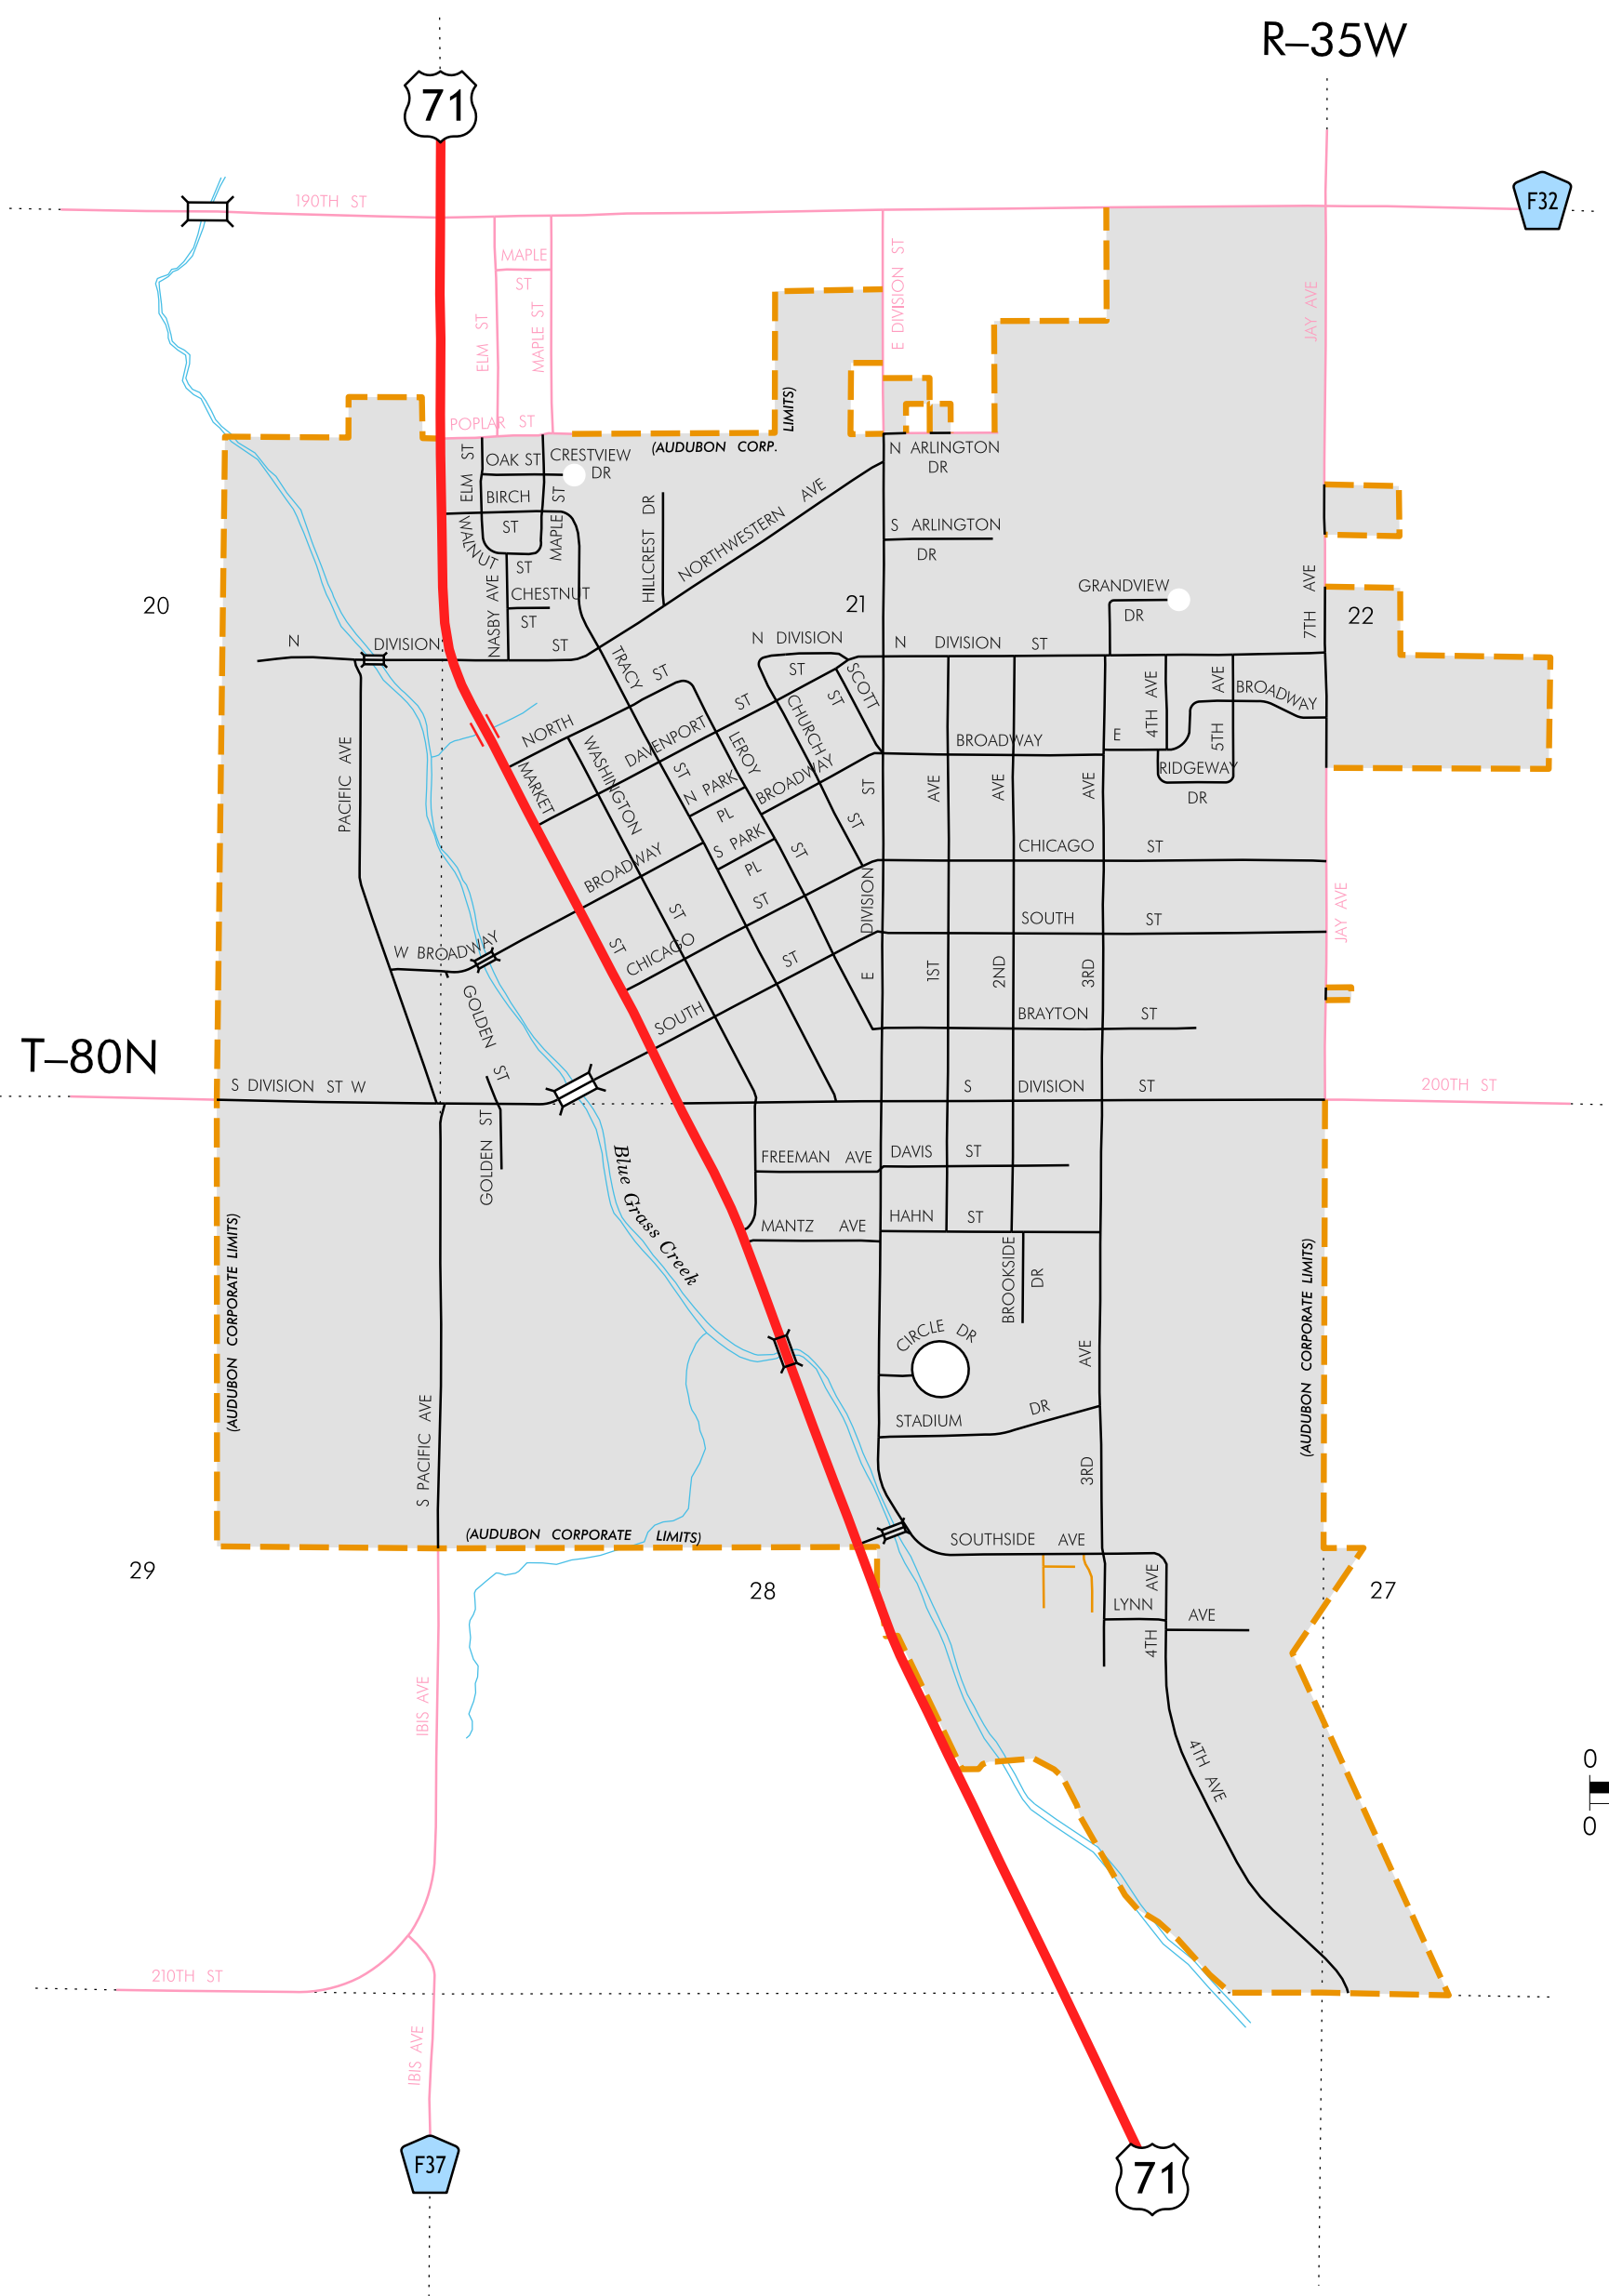 R–35W
71
F32
190TH ST
MAPLE
ST
ELM ST
MAPLE ST
E DIVISION ST
JAY AVE
POPLAR ST
LIMITS)
(AUDUBON CORP.
N ARLINGTON
DR
ELM ST
OAK ST
CRESTVIEW
DR
BIRCH
ST
MAPLE ST
WALNUT
ST
HILLCREST DR
NORTHWESTERN AVE
S ARLINGTON
DR
NASBY AVE
CHESTNUT
ST
GRANDVIEW
DR
7TH AVE
20
21
22
N DIVISION ST
TRACY
ST
N DIVISION
ST
N DIVISION ST
SCOTT
ST
4TH AVE
5TH AVE
BROADWAY
E
RIDGEWAY
DR
PACIFIC AVE
NORTH ST
DAVENPORT ST
MARKET
ST
WASHINGTON
ST
LEROY
ST
CHURCH
ST
N PARK
PL
S PARK
PL
BROADWAY
BROADWAY
BROADWAY
W BROADWAY
CHICAGO ST
CHICAGO ST
SOUTH ST
SOUTH ST
E DIVISION ST
1ST AVE
2ND AVE
3RD AVE
JAY AVE
BRAYTON ST
GOLDEN ST
T–80N
S DIVISION ST W
S DIVISION ST
200TH ST
GOLDEN ST
Blue Grass Creek
FREEMAN AVE
DAVIS ST
MANTZ AVE
HAHN ST
BROOKSIDE
DR
CIRCLE DR
STADIUM DR
3RD AVE
(AUDUBON CORPORATE LIMITS)
(AUDUBON CORPORATE LIMITS)
S PACIFIC AVE
(AUDUBON CORPORATE LIMITS)
SOUTHSIDE AVE
29
28
27
LYNN AVE
4TH AVE
4TH AVE
IBIS AVE
0
0
210TH ST
IBIS AVE
F37
71